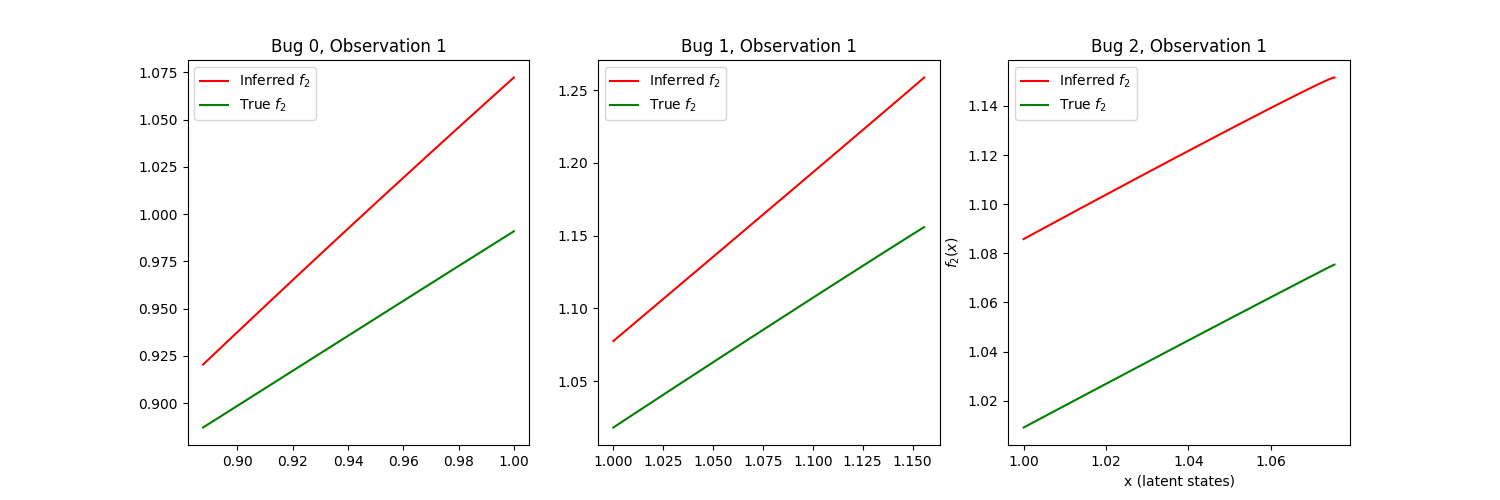 Bug 0, Observation 1
Inferred f₂
True f₂
1.075
1.050
1.025
1.000
0.975
0.950
0.925
0.900
0.90 0.92 0.94 0.96 0.98 1.00
Bug 1, Observation 1
Inferred f₂
True f₂
1.25
1.20
1.15
1.10
1.05
1.000 1.025 1.050 1.075 1.100 1.125 1.150
Bug 2, Observation 1
Inferred f₂
True f₂
f₂(x)
1.14
1.12
1.10
1.08
1.06
1.04
1.02
1.00 1.02 1.04 1.06
x (latent states)